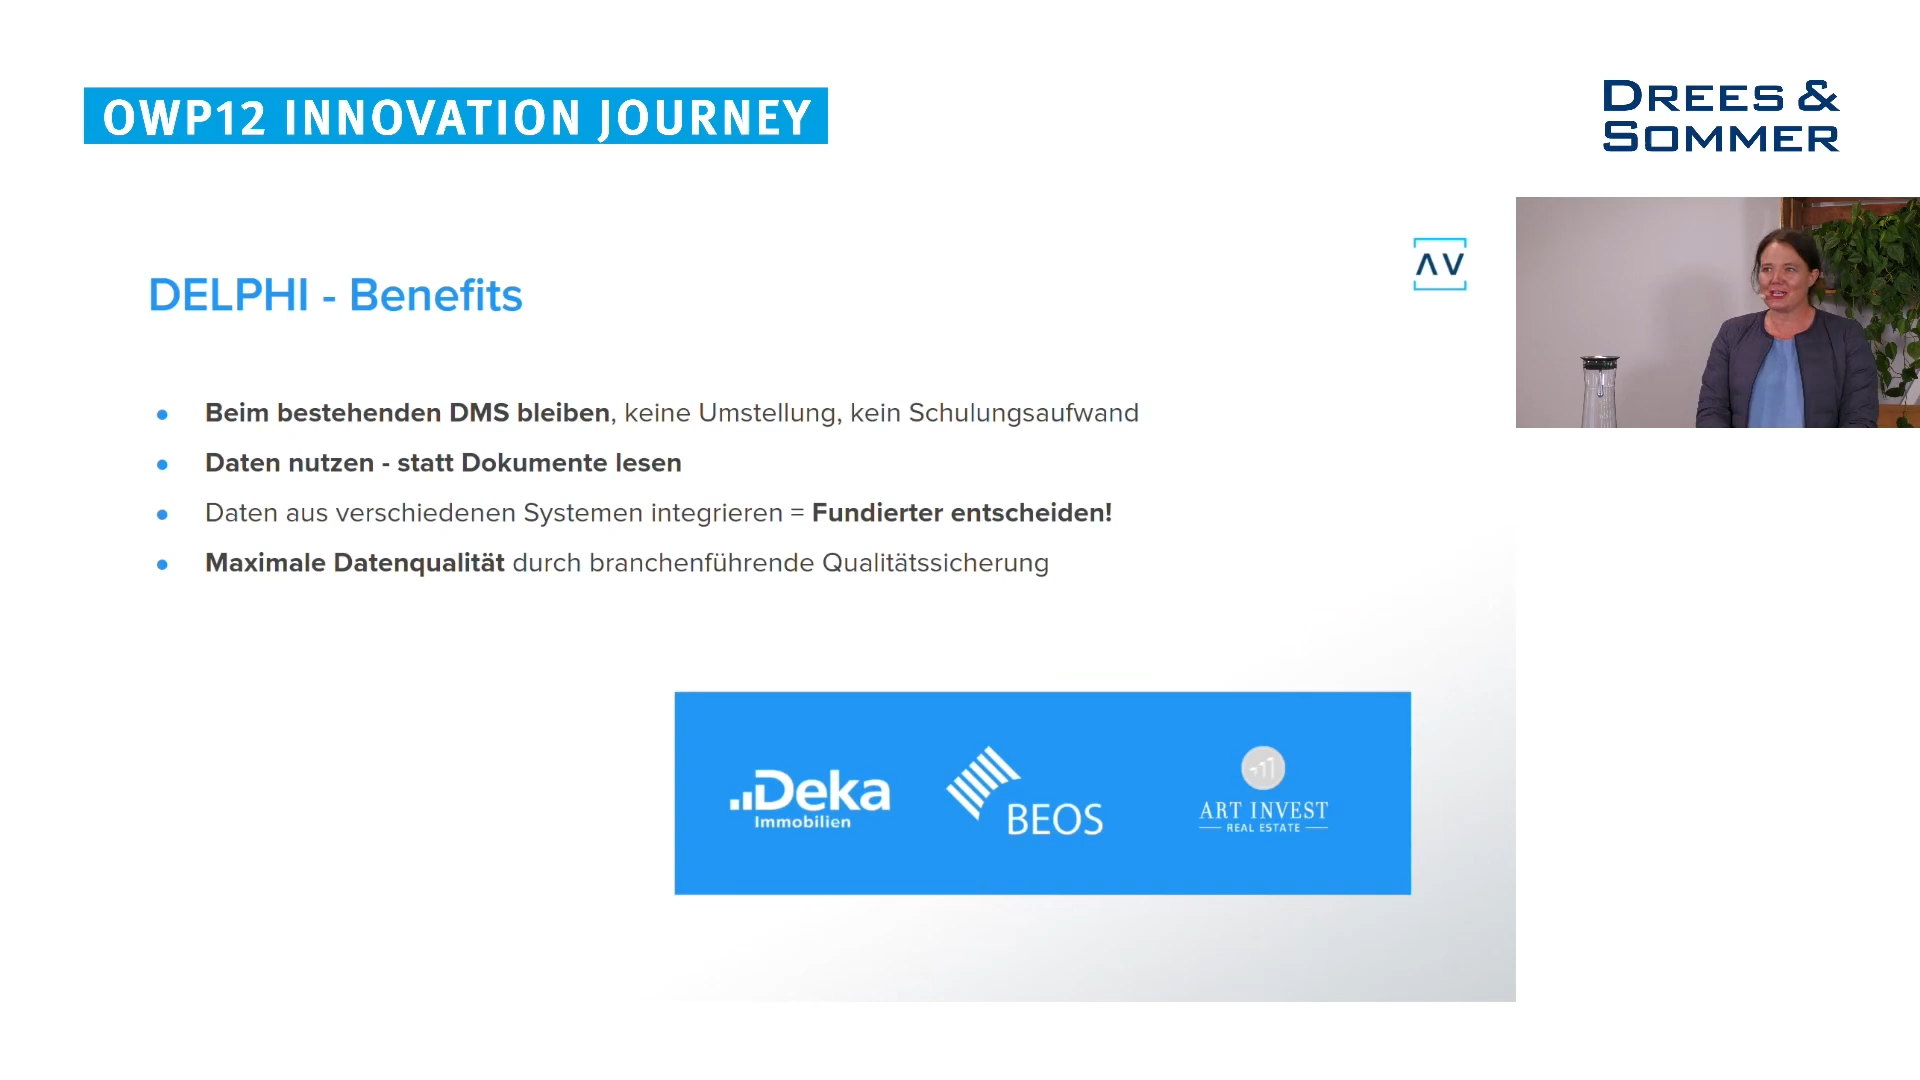 OWP12 INNOVATION JOURNEY
DREES &
SOMMER
DELPHI - Benefits
Beim bestehenden DMS bleiben, keine Umstellung, kein Schulungsaufwand
Daten nutzen - statt Dokumente lesen
Daten aus verschiedenen Systemen integrieren = Fundierter entscheiden!
Maximale Datenqualität durch branchenführende Qualitätssicherung
Deka
Immobilien
BEOS
ART INVEST
REAL ESTATE